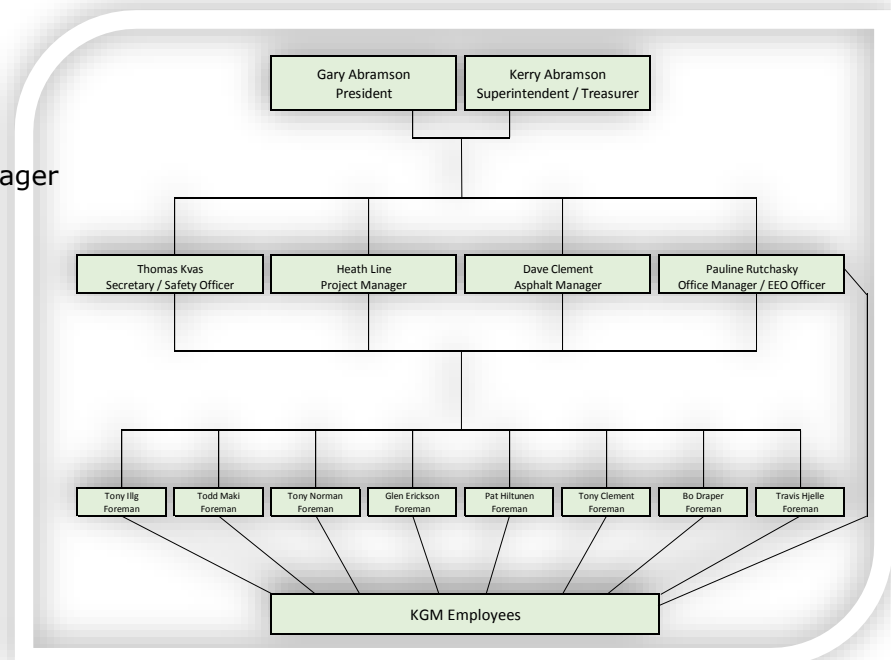 Gary Abramson
President
Kerry Abramson
Superintendent / Treasurer
ager
Thomas Kvas
Secretary / Safety Officer
Heath Line
Project Manager
Dave Clement
Asphalt Manager
Pauline Rutchasky
Office Manager / EEO Officer
Tony Illg
Foreman
Todd Maki
Foreman
Tony Norman
Foreman
Glen Erickson
Foreman
Pat Hiltunen
Foreman
Tony Clement
Foreman
Bo Draper
Foreman
Travis Hjelle
Foreman
KGM Employees